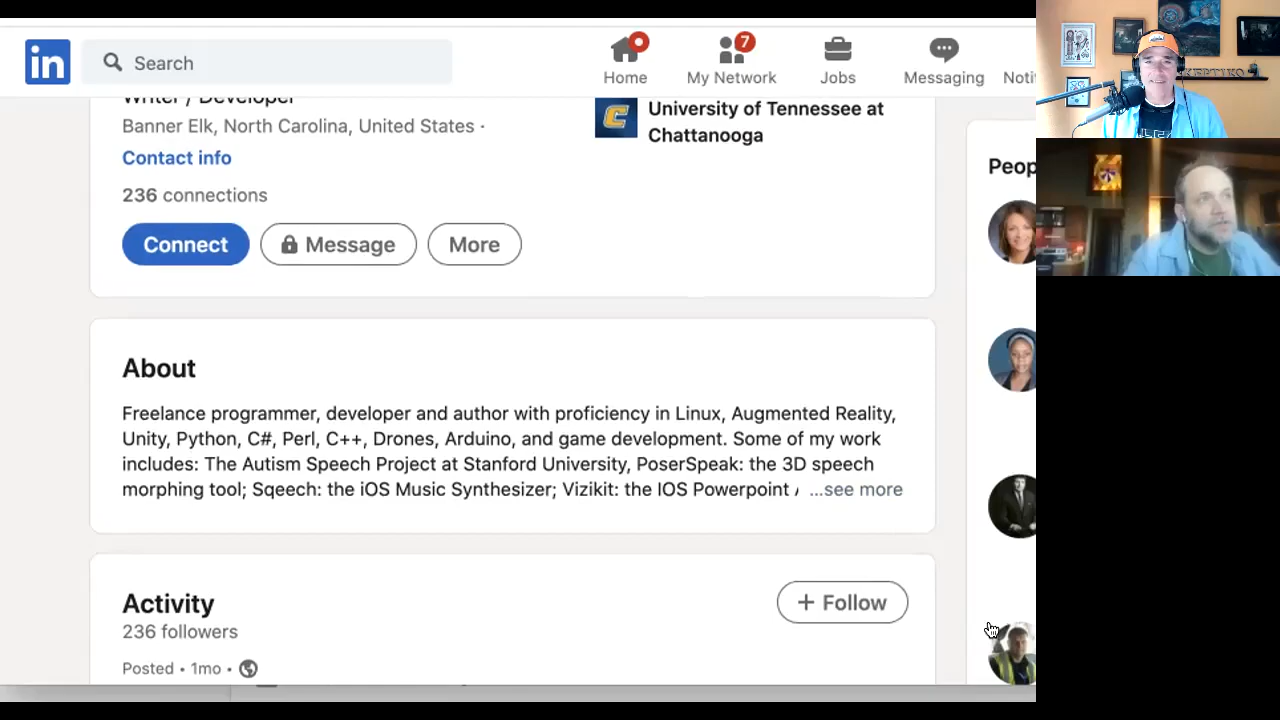 in
Search
Home
7
My Network
Jobs
Messaging
Noti
Writer / Developer
Banner Elk, North Carolina, United States ·
Contact info
236 connections
Connect
Message
More
C
University of Tennessee at
Chattanooga
Peop
About
Freelance programmer, developer and author with proficiency in Linux, Augmented Reality,
Unity, Python, C#, Perl, C++, Drones, Arduino, and game development. Some of my work
includes: The Autism Speech Project at Stanford University, PoserSpeak: the 3D speech
morphing tool; Sqeech: the iOS Music Synthesizer; Vizikit: the IOS Powerpoint ...see more
Activity
236 followers
+ Follow
Posted • 1mo •